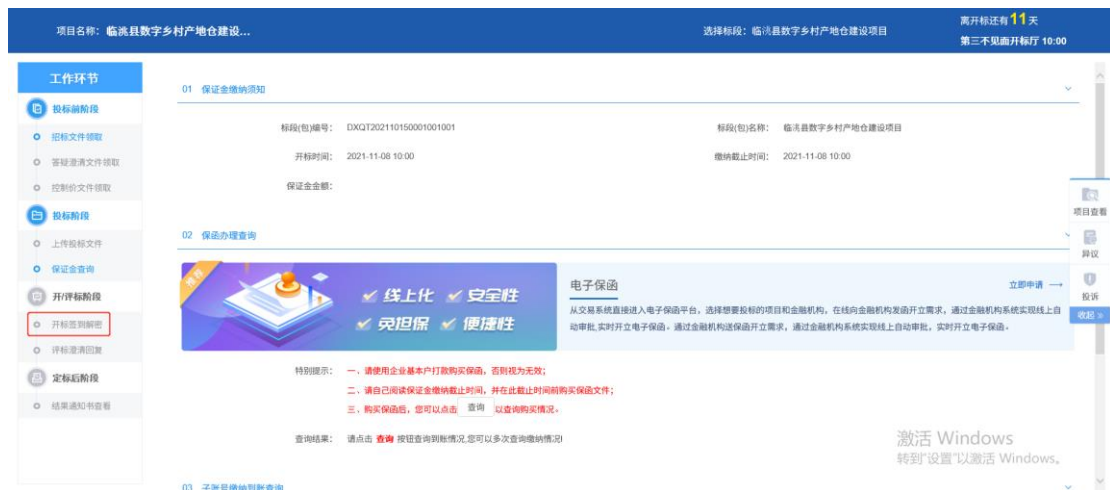 项目名称：临洮县数字乡村产地仓建设...
选择标段：临洮县数字乡村产地仓建设项目
离开标还有11天
第三不见面开标厅 10:00
工作环节
投标前阶段
招标文件领取
答疑澄清文件领取
控制价文件领取
投标阶段
上传投标文件
保证金查询
开/评标阶段
开标签到解密
评标澄清回复
定标后阶段
结果通知书查看
01 保证金缴纳须知
标段(包)编号： DXQT202110150001001001
标段(包)名称： 临洮县数字乡村产地仓建设项目
开标时间： 2021-11-08 10:00
缴纳截止时间： 2021-11-08 10:00
保证金金额：
02 保函办理查询
推荐
线上化 安全性
免担保 便捷性
电子保函
立即申请 →
从交易系统直接进入电子保函平台，选择想要投标的项目和金融机构，在线向金融机构发函开立需求，通过金融机构系统实现线上自
动审批,实时开立电子保函。通过金融机构送保函开立需求，通过金融机构系统实现线上自动审批，实时开立电子保函。
特别提示： 一、请使用企业基本户打款购买保函，否则视为无效；
二、请自己阅读保证金缴纳截止时间，并在此截止时间前购买保函文件；
三、购买保函后，您可以点击 查询 以查询购买情况。
查询结果： 请点击 查询 按钮查询到账情况,您可以多次查询缴纳情况!
03 子账号缴纳到账查询
项目查看
异议
投诉
收起 »
激活 Windows
转到"设置"以激活 Windows。